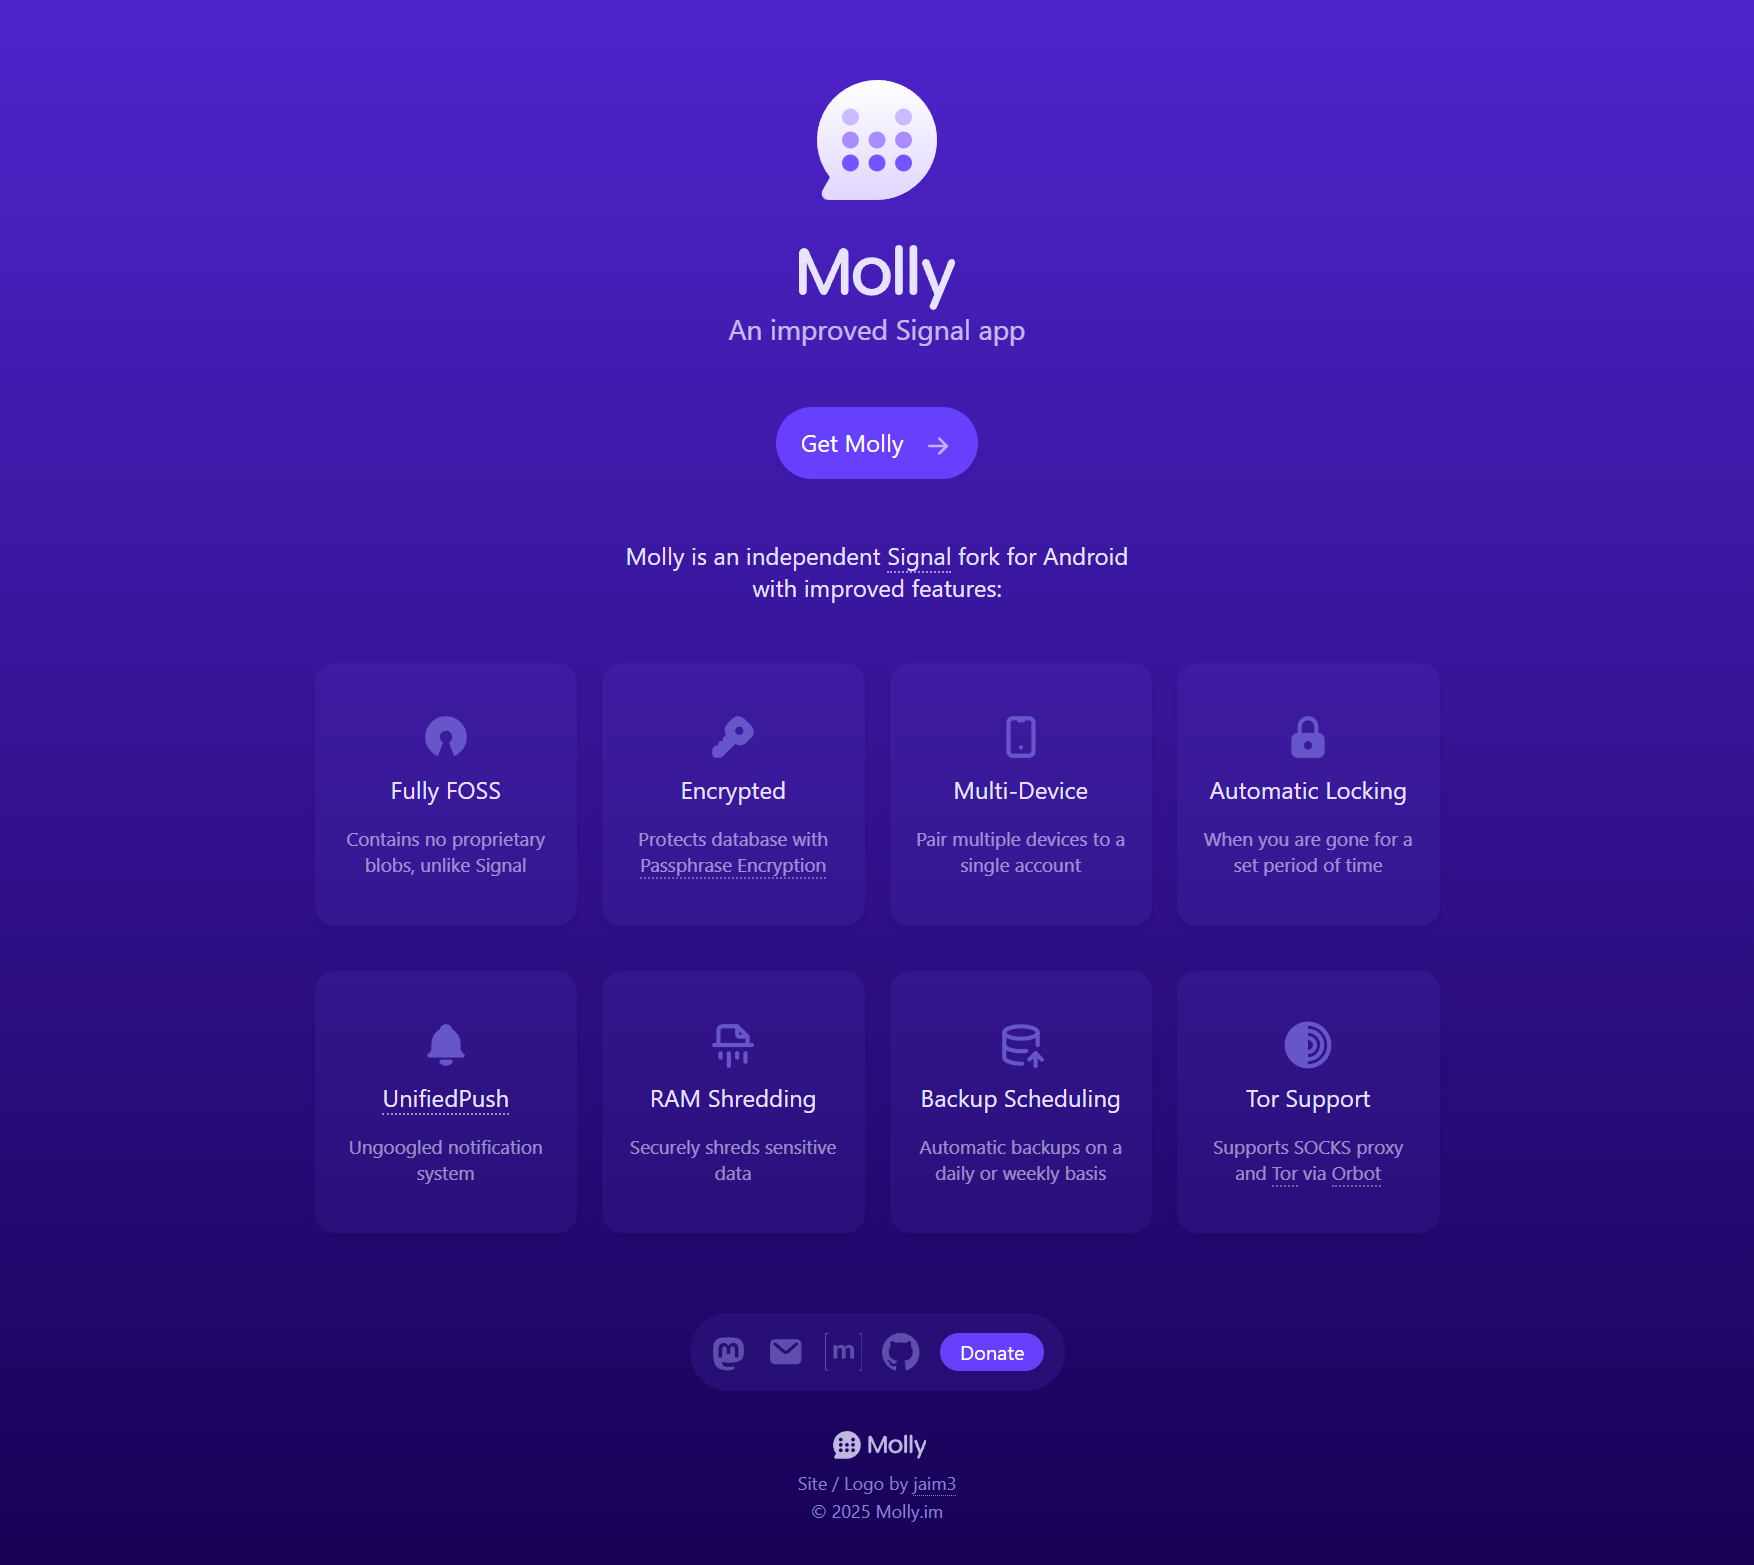 Molly
An improved Signal app
Get Molly
Molly is an independent Signal fork for Android
with improved features:
Fully FOSS
Contains no proprietary
blobs, unlike Signal
Encrypted
Protects database with
Passphrase Encryption
Multi-Device
Pair multiple devices to a
single account
Automatic Locking
When you are gone for a
set period of time
UnifiedPush
Ungoogled notification
system
RAM Shredding
Securely shreds sensitive
data
Backup Scheduling
Automatic backups on a
daily or weekly basis
Tor Support
Supports SOCKS proxy
and Tor via Orbot
[m]
Donate
Molly
Site / Logo by jaim3
© 2025 Molly.im